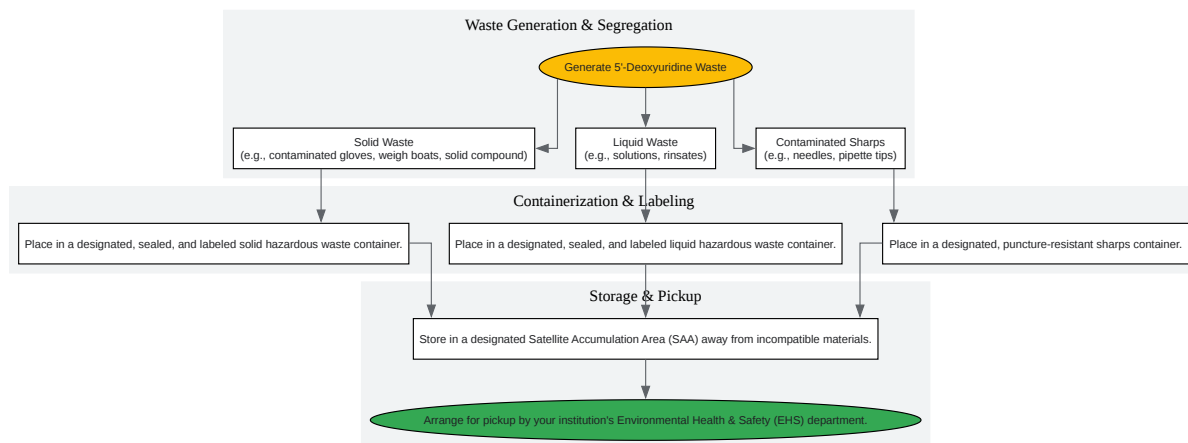 Waste Generation & Segregation
Generate 5'-Deoxyuridine Waste
Solid Waste
(e.g., contaminated gloves, weigh boats, solid compound)
Liquid Waste
(e.g., solutions, rinsates)
Contaminated Sharps
(e.g., needles, pipette tips)
Containerization & Labeling
Place in a designated, sealed, and labeled solid hazardous waste container.
Place in a designated, sealed, and labeled liquid hazardous waste container.
Place in a designated, puncture-resistant sharps container.
Storage & Pickup
Store in a designated Satellite Accumulation Area (SAA) away from incompatible materials.
Arrange for pickup by your institution's Environmental Health & Safety (EHS) department.